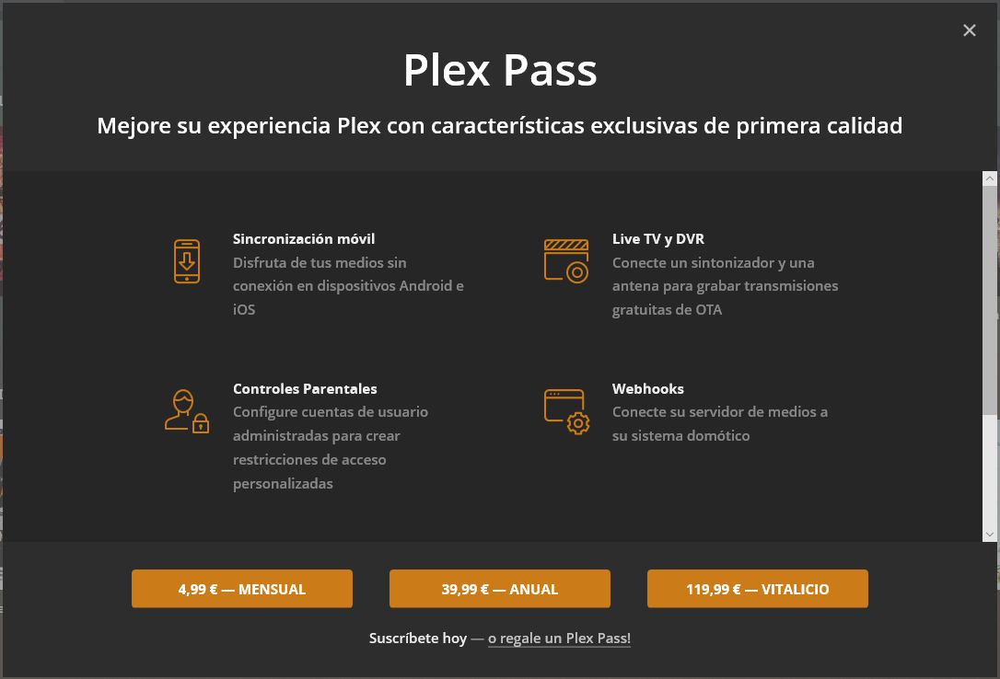 Plex Pass
Mejore su experiencia Plex con características exclusivas de primera calidad
Sincronización móvil
Disfruta de tus medios sin
conexión en dispositivos Android e
iOS
Live TV y DVR
Conecte un sintonizador y una
antena para grabar transmisiones
gratuitas de OTA
Controles Parentales
Configure cuentas de usuario
administradas para crear
restricciones de acceso
personalizadas
Webhooks
Conecte su servidor de medios a
su sistema domótico
4,99 € — MENSUAL
39,99 € — ANUAL
119,99 € — VITALICIO
Suscríbete hoy — o regale un Plex Pass!